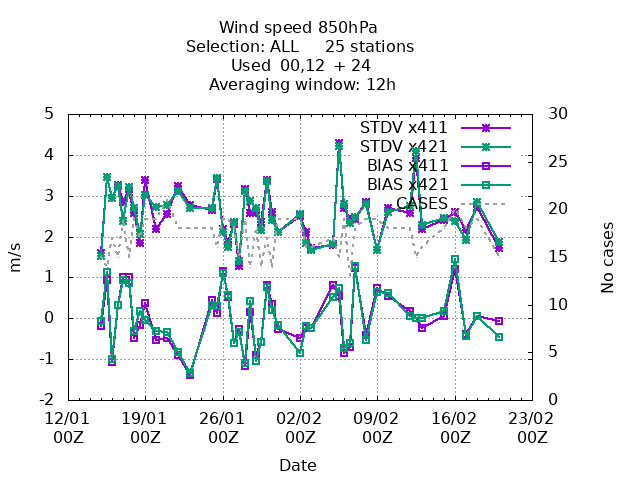 Wind speed 850hPa
Selection: ALL 25 stations
Used 00,12 + 24
Averaging window: 12h
5 30
STDV x411
4 25
STDV x421
BIAS x411
BIAS x421
3 20
CASES
m/s
2 15
No cases
1 10
0
-1 5
-2 0
12/01 19/01 26/01 02/02 09/02 16/02 23/02
00Z 00Z 00Z 00Z 00Z 00Z 00Z
Date